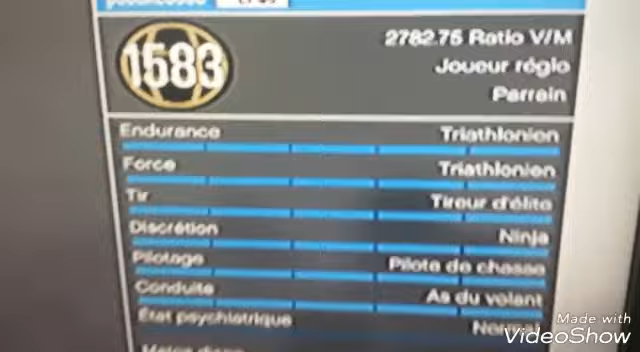 1583
2782.75 Ratio V/M
Joueur réglo
Parrain
Endurance Triathlonien
Force Triathlonien
Tir Tireur d'élite
Discrétion Ninja
Pilotage Pilote de chasse
Conduite As du volant
État psychiatrique Normal
Made with
VideoShow